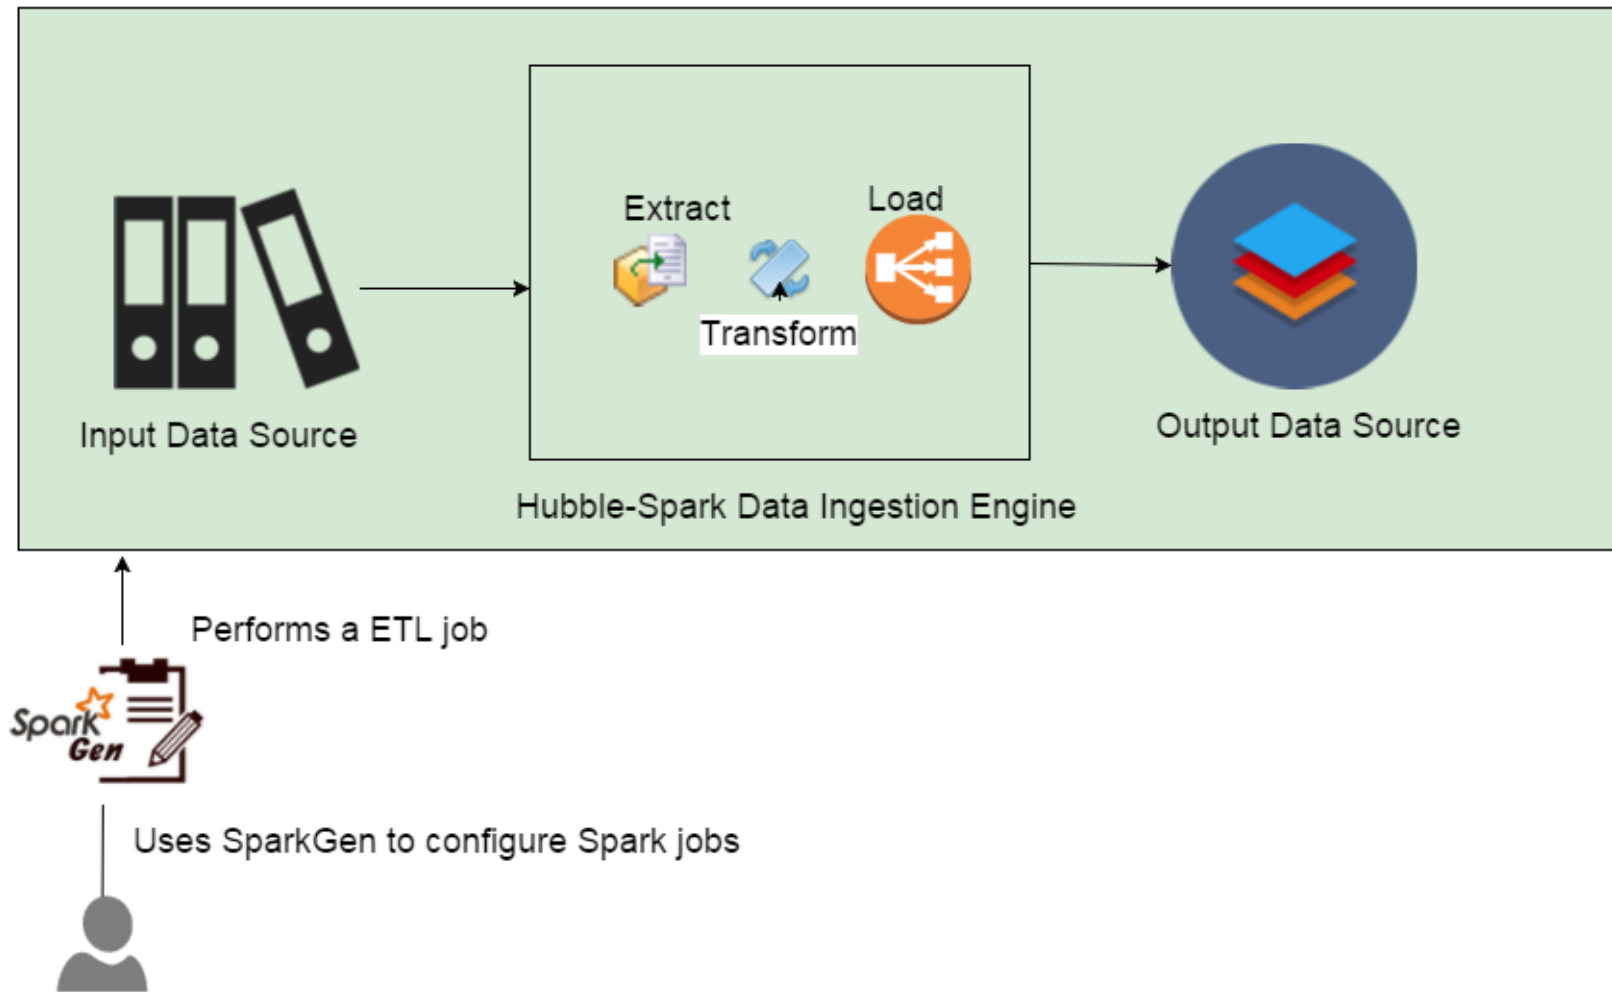 Extract
Load
Transform
Input Data Source
Output Data Source
Hubble-Spark Data Ingestion Engine
Performs a ETL job
Spark
Gen
Uses SparkGen to configure Spark jobs